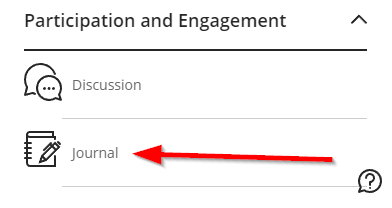 Participation and Engagement
Discussion
Journal